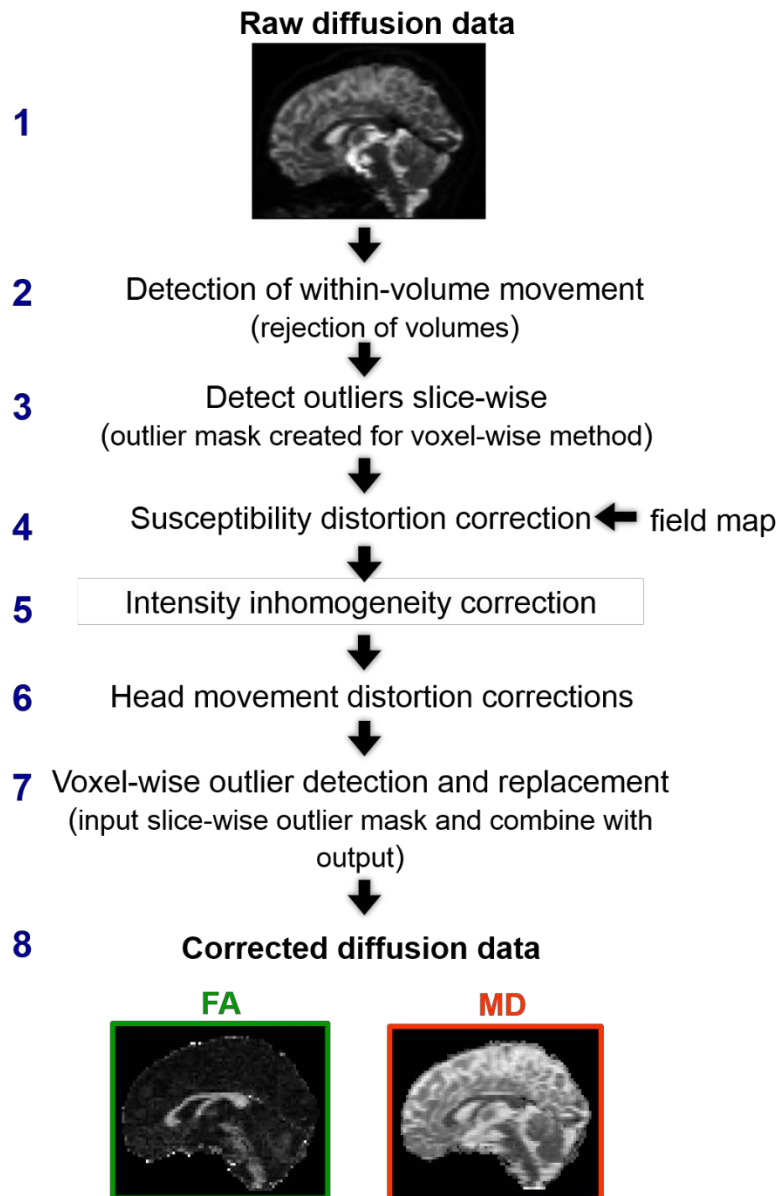 Raw diffusion data
1
2
Detection of within-volume movement
(rejection of volumes)
3
Detect outliers slice-wise
(outlier mask created for voxel-wise method)
4
Susceptibility distortion correction
field map
5
Intensity inhomogeneity correction
6
Head movement distortion corrections
7
Voxel-wise outlier detection and replacement
(input slice-wise outlier mask and combine with
output)
8
Corrected diffusion data
FA
MD